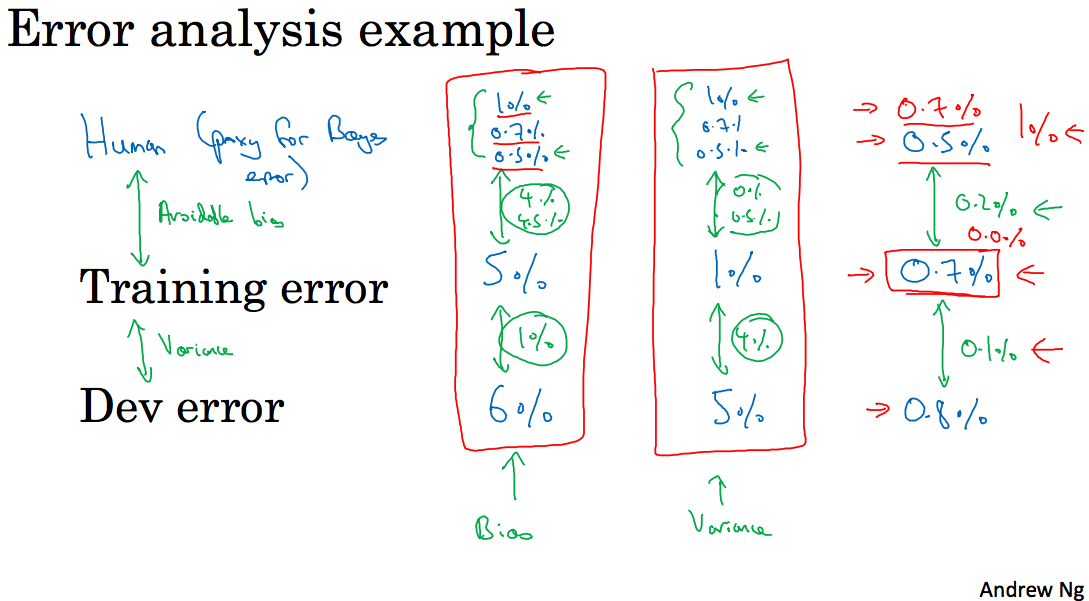 Error analysis example
Human (proxy for Bayes
error)
1%
0.7%
0.5%
1%
0.7%
0.5%
0.7%
0.5%
1%
Avoidable bias
4%
4.5%
0%
0.5%
0.2%
0.0%
Training error
5%
1%
0.7%
Variance
1%
4%
0.1%
Dev error
6%
5%
0.8%
Bias
Variance
Andrew Ng